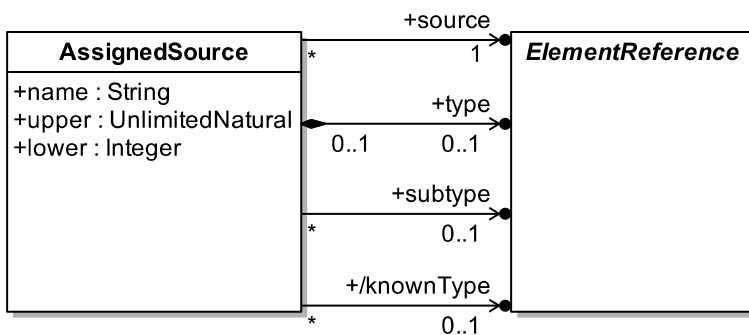 AssignedSource
+name : String
+upper : UnlimitedNatural
+lower : Integer
+source
* 1
+type
0..1 0..1
+subtype
* 0..1
+/knownType
* 0..1
ElementReference